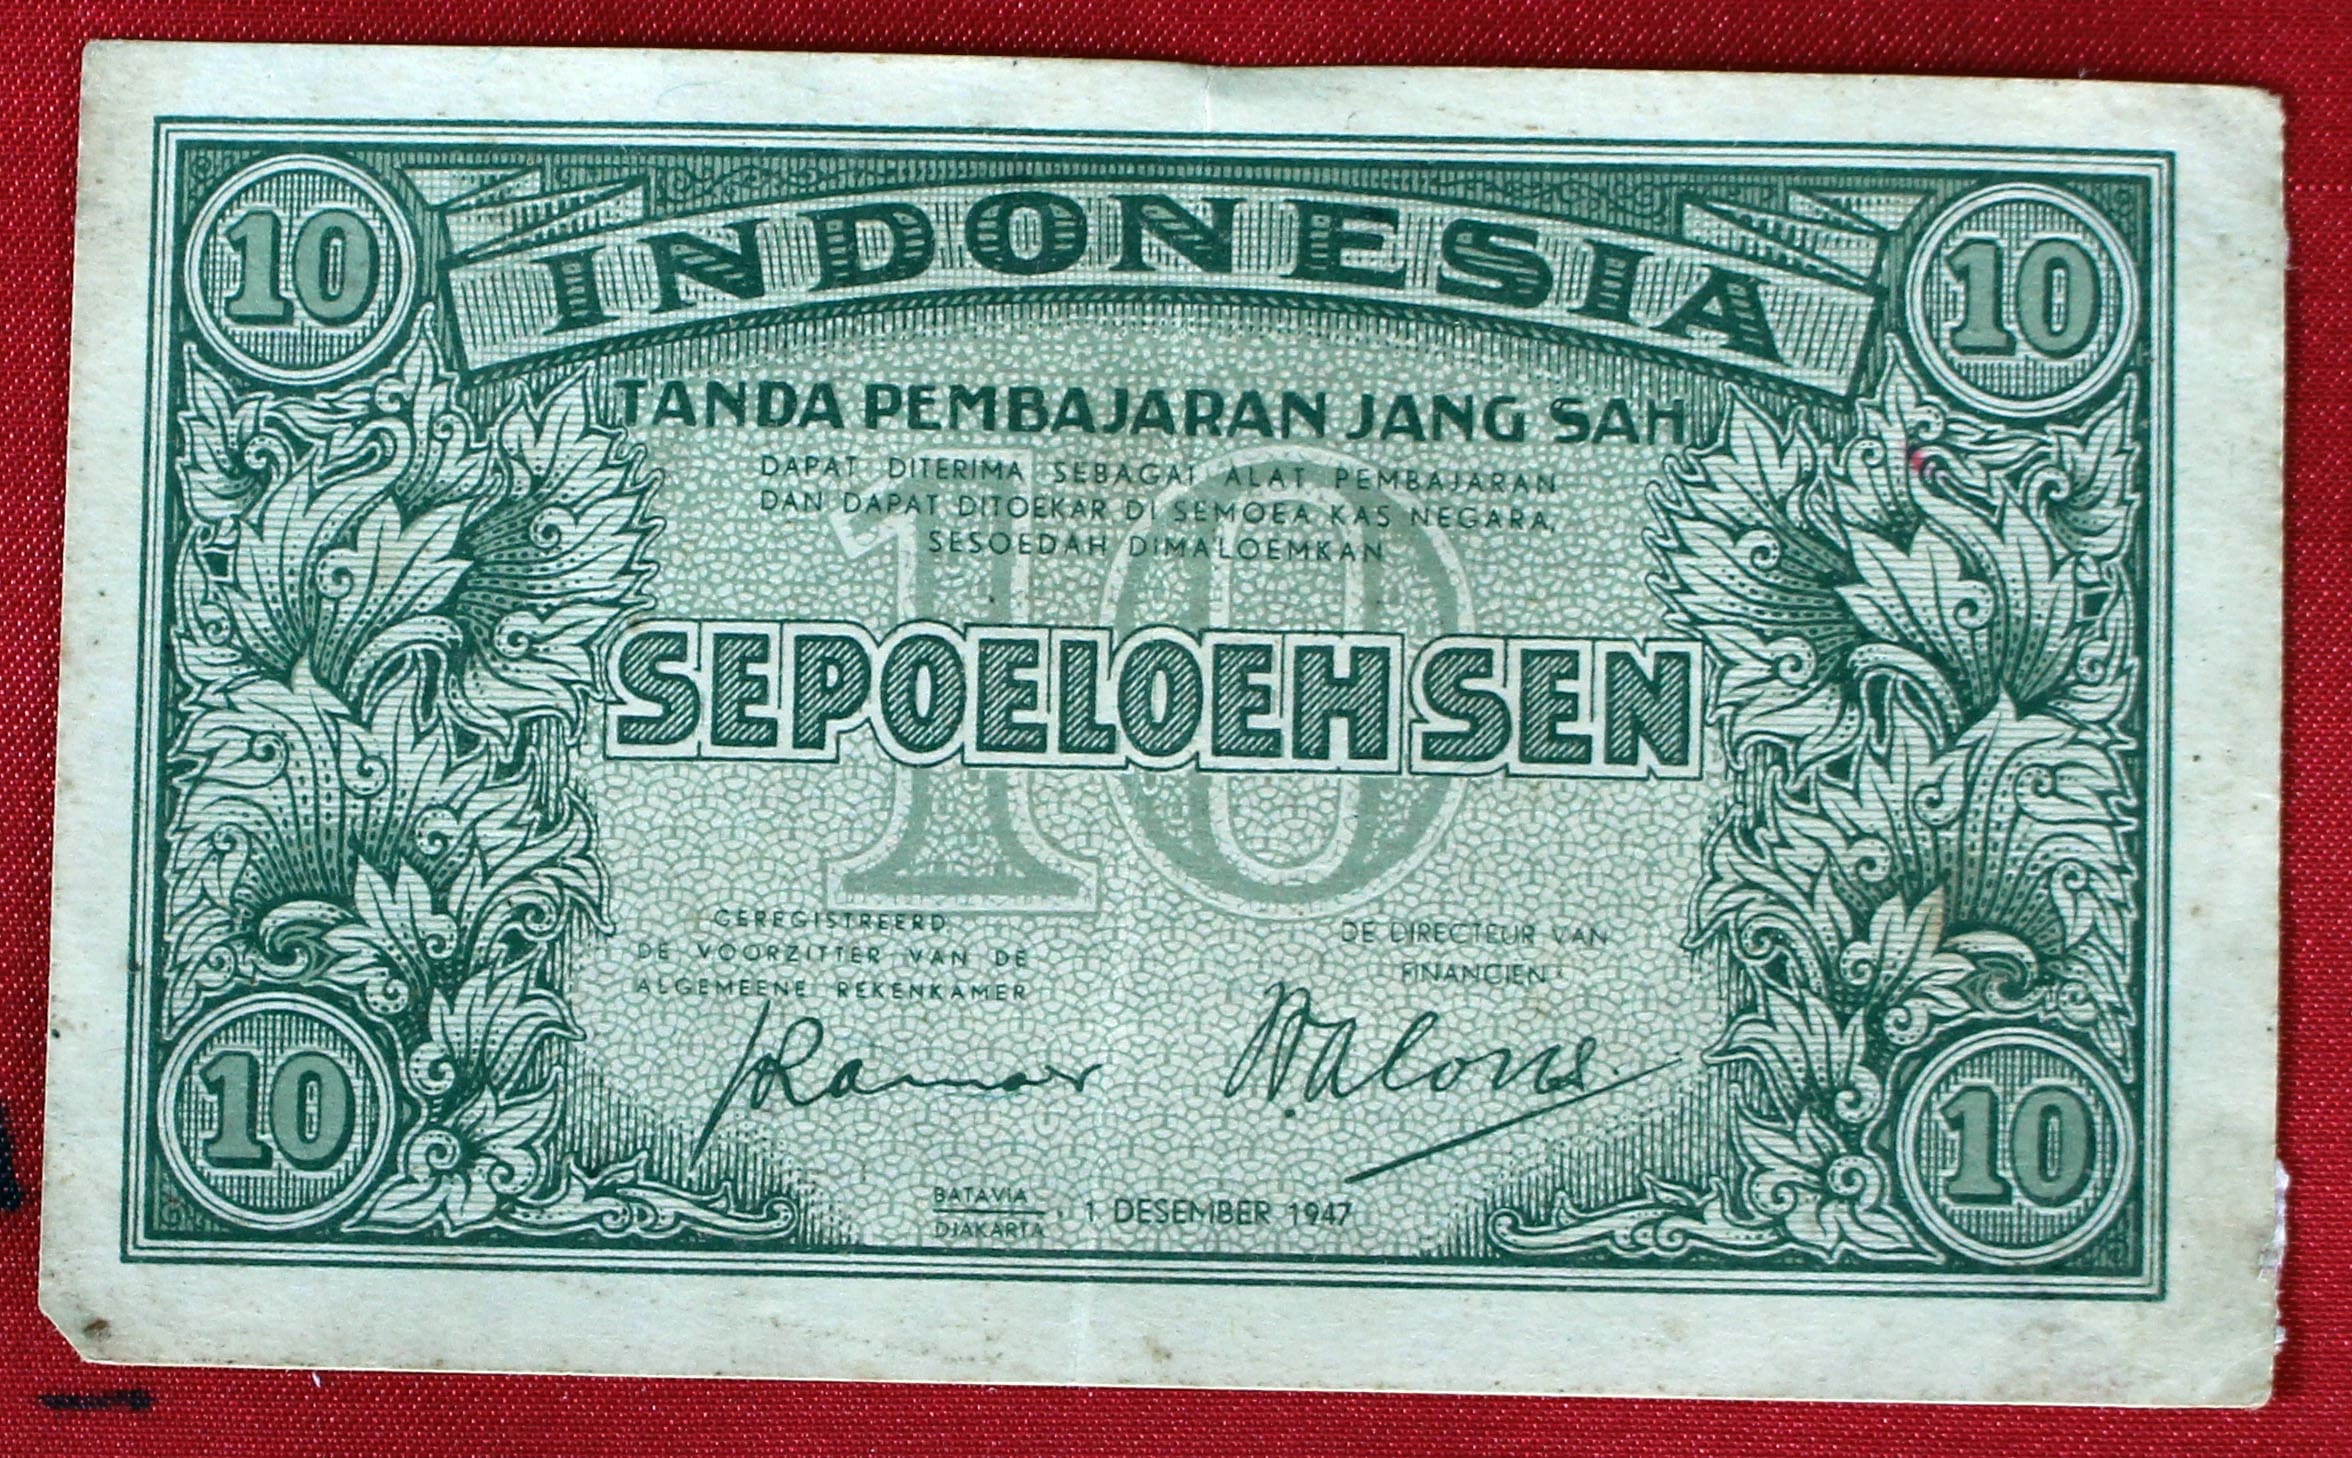 10 INDONESIA 10
TANDA PEMBAJARAN JANG SAH
DAPAT DITERIMA SEBAGAI ALAT PEMBAJARAN
DAN DAPAT DITOEKAR DI SEMOEA KAS NEGARA,
SESOEDAH DIMALOEMKAN
10
SEPOELOEH SEN
GEREGISTREERD
DE VOORZITTER VAN DE
ALGEMEENE REKENKAMER
DE DIRECTEUR VAN
FINANCIËN
10 10
BATAVIA
DJAKARTA, 1 DESEMBER 1947